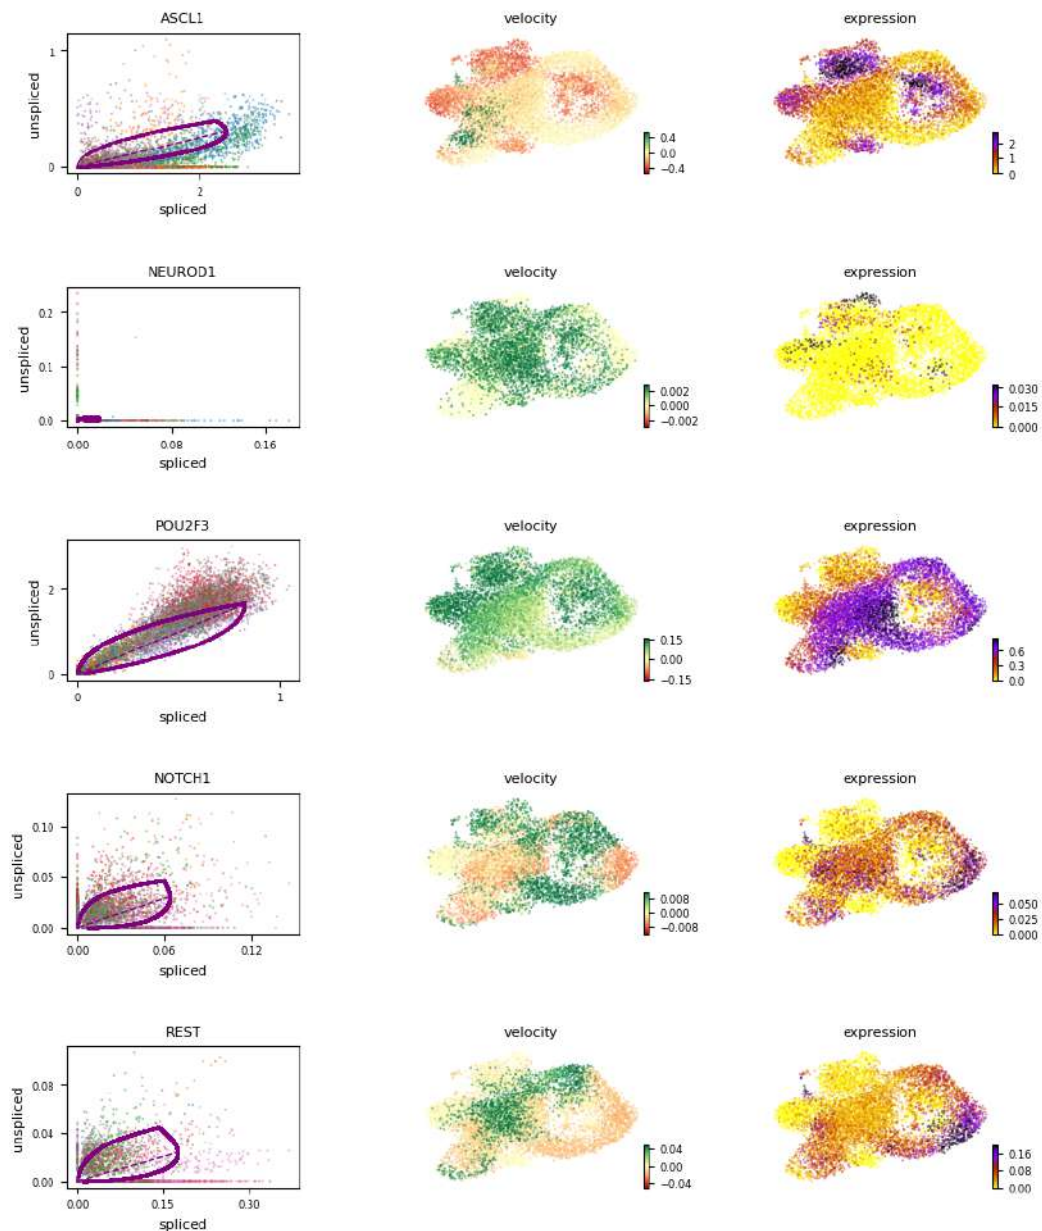 ASCL1
velocity
expression
1
0
unspliced
0
2
spliced
0.4
0.0
−0.4
2
1
0
NEUROD1
velocity
expression
0.2
0.1
0.0
unspliced
0.00
0.08
0.16
spliced
0.002
0.000
−0.002
0.030
0.015
0.000
POU2F3
velocity
expression
2
0
unspliced
0
1
spliced
0.15
0.00
−0.15
0.6
0.3
0.0
NOTCH1
velocity
expression
0.10
0.05
0.00
unspliced
0.00
0.06
0.12
spliced
0.008
0.000
−0.008
0.050
0.025
0.000
REST
velocity
expression
0.08
0.04
0.00
unspliced
0.00
0.15
0.30
spliced
0.04
0.00
−0.04
0.16
0.08
0.00